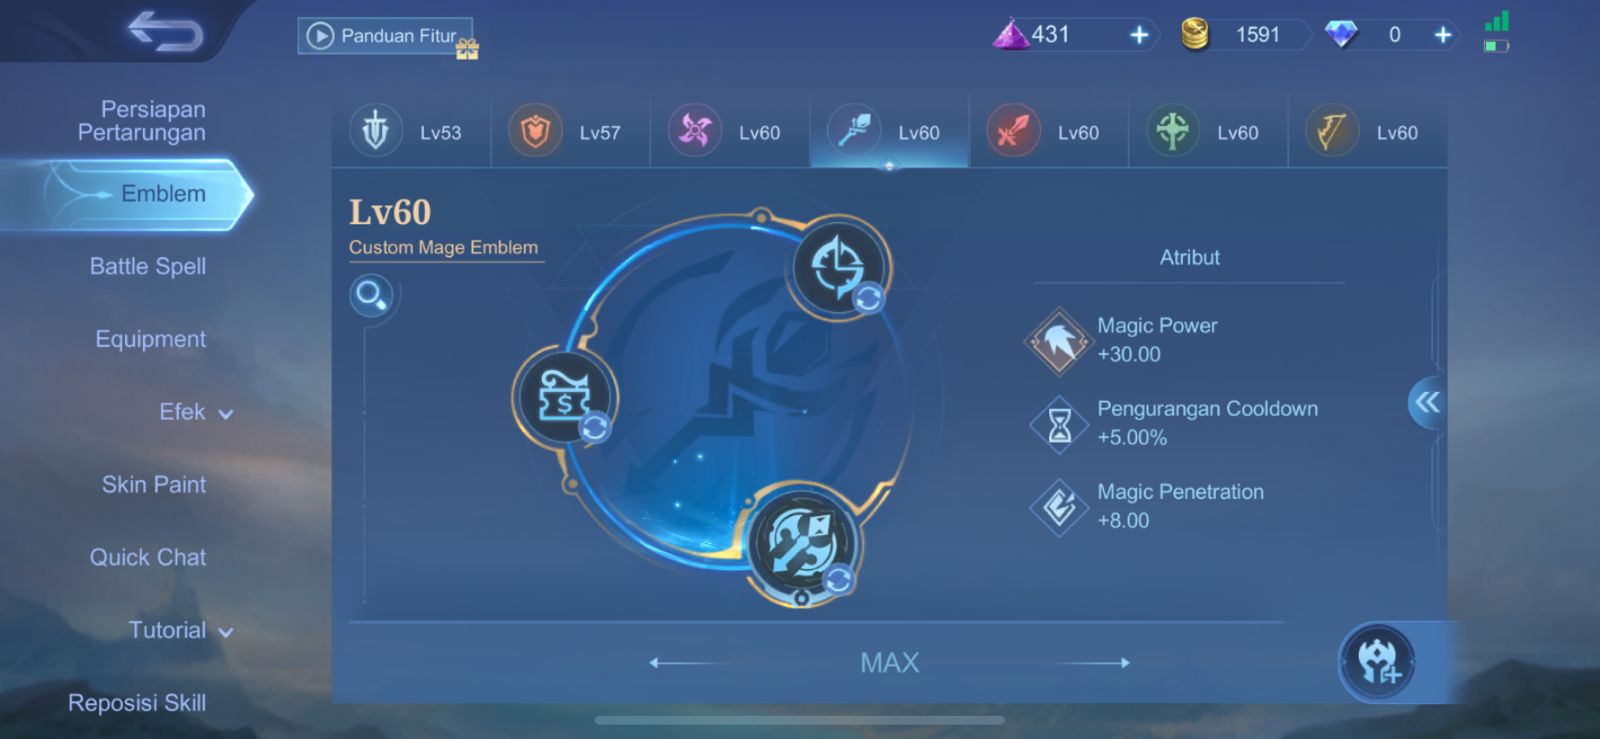 Panduan Fitur
431
1591
0
Persiapan
Pertarungan
Emblem
Battle Spell
Equipment
Efek
Skin Paint
Quick Chat
Tutorial
Reposisi Skill
Lv53
Lv57
Lv60
Lv60
Lv60
Lv60
Lv60
Lv60
Custom Mage Emblem
$
Atribut
Magic Power
+30.00
Pengurangan Cooldown
+5.00%
Magic Penetration
+8.00
MAX